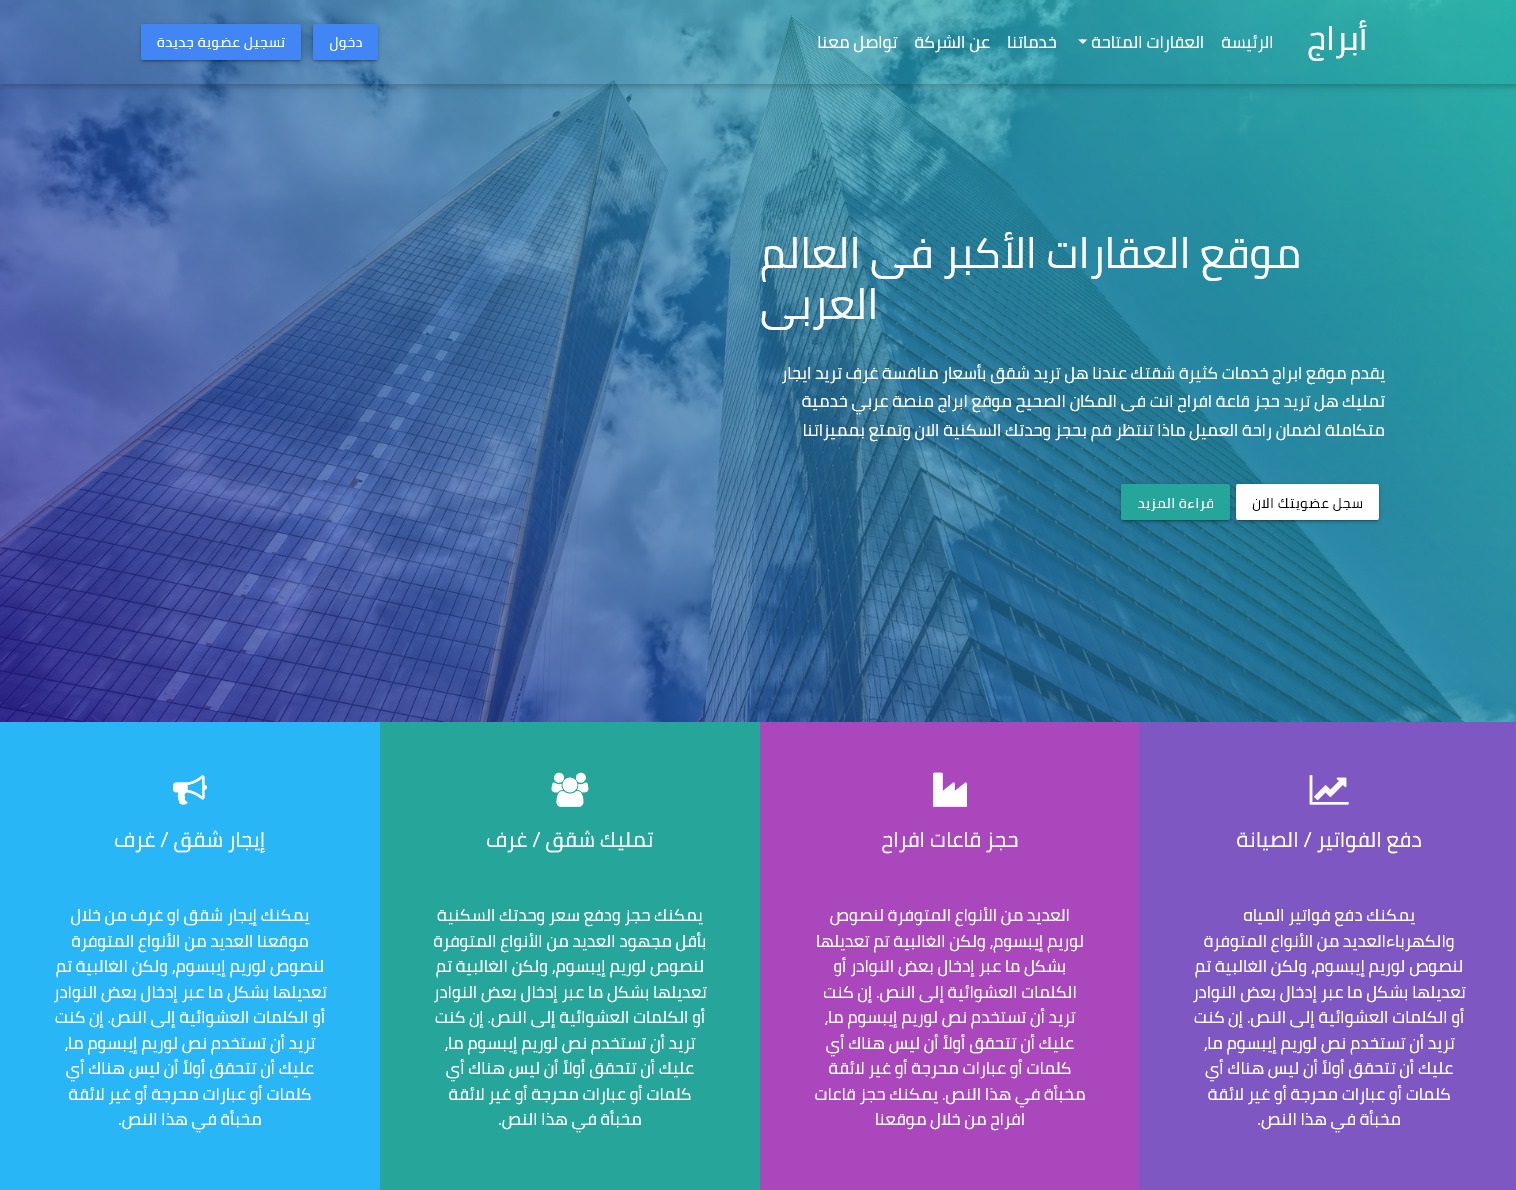 أبراج
الرئيسة
العقارات المتاحة
خدماتنا
عن الشركة
تواصل معنا
دخول
تسجيل عضوية جديدة
موقع العقارات الأكبر فى العالم
العربى
يقدم موقع ابراج خدمات كثيرة شقتك عندنا هل تريد شقق بأسعار منافسة غرف تريد ايجار
تمليك هل تريد حجز قاعة افراح انت فى المكان الصحيح موقع ابراج منصة عربي خدمية
متكاملة لضمان راحة العميل ماذا تنتظر قم بحجز وحدتك السكنية الان وتمتع بمميزاتنا
سجل عضويتك الان
قراءة المزيد
دفع الفواتير / الصيانة
يمكنك دفع فواتير المياه
والكهرباءالعديد من الأنواع المتوفرة
لنصوص لوريم إيبسوم، ولكن الغالبية تم
تعديلها بشكل ما عبر إدخال بعض النوادر
أو الكلمات العشوائية إلى النص. إن كنت
تريد أن تستخدم نص لوريم إيبسوم ما،
عليك أن تتحقق أولاً أن ليس هناك أي
كلمات أو عبارات محرجة أو غير لائقة
مخبأة في هذا النص.
حجز قاعات افراح
العديد من الأنواع المتوفرة لنصوص
لوريم إيبسوم، ولكن الغالبية تم تعديلها
بشكل ما عبر إدخال بعض النوادر أو
الكلمات العشوائية إلى النص. إن كنت
تريد أن تستخدم نص لوريم إيبسوم ما،
عليك أن تتحقق أولاً أن ليس هناك أي
كلمات أو عبارات محرجة أو غير لائقة
مخبأة في هذا النص. يمكنك حجز قاعات
افراح من خلال موقعنا
تمليك شقق / غرف
يمكنك حجز ودفع سعر وحدتك السكنية
بأقل مجهود العديد من الأنواع المتوفرة
لنصوص لوريم إيبسوم، ولكن الغالبية تم
تعديلها بشكل ما عبر إدخال بعض النوادر
أو الكلمات العشوائية إلى النص. إن كنت
تريد أن تستخدم نص لوريم إيبسوم ما،
عليك أن تتحقق أولاً أن ليس هناك أي
كلمات أو عبارات محرجة أو غير لائقة
مخبأة في هذا النص.
إيجار شقق / غرف
يمكنك إيجار شقق او غرف من خلال
موقعنا العديد من الأنواع المتوفرة
لنصوص لوريم إيبسوم، ولكن الغالبية تم
تعديلها بشكل ما عبر إدخال بعض النوادر
أو الكلمات العشوائية إلى النص. إن كنت
تريد أن تستخدم نص لوريم إيبسوم ما،
عليك أن تتحقق أولاً أن ليس هناك أي
كلمات أو عبارات محرجة أو غير لائقة
مخبأة في هذا النص.